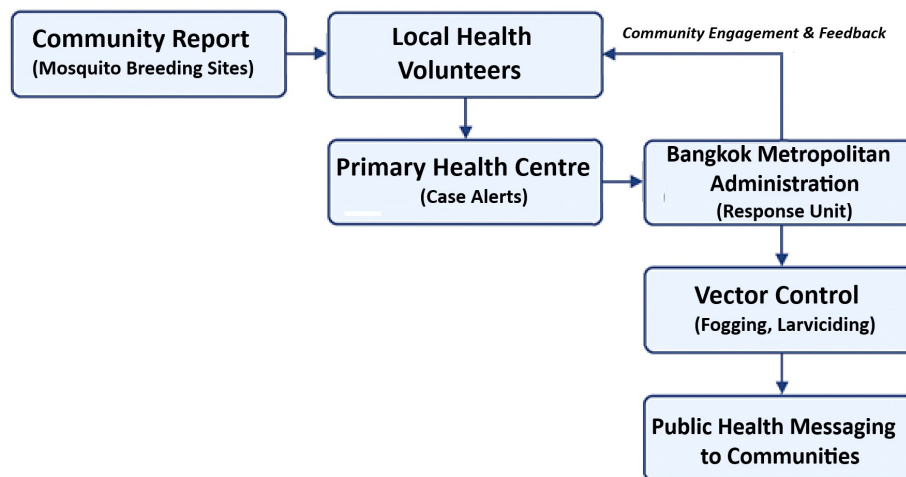 Community Report
(Mosquito Breeding Sites)
Local Health
Volunteers
Community Engagement & Feedback
Primary Health Centre
(Case Alerts)
Bangkok Metropolitan
Administration
(Response Unit)
Vector Control
(Fogging, Larviciding)
Public Health Messaging
to Communities